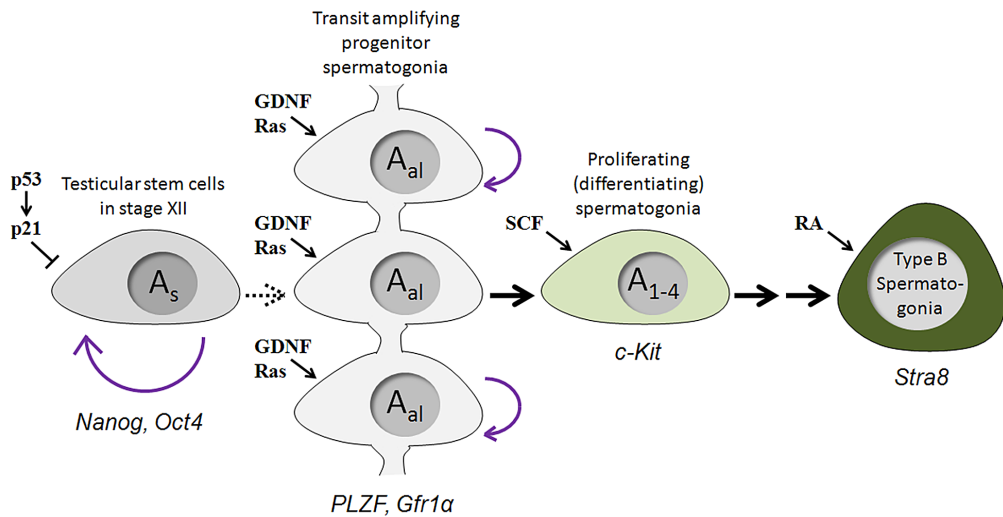 Transit amplifying
progenitor
spermatogonia
GDNF
Ras
Aal
p53
p21
Testicular stem cells
in stage XII
As
GDNF
Ras
Aal
Proliferating
(differentiating)
spermatogonia
SCF
A1-4
c-Kit
RA
Type B
Spermato-
gonia
Stra8
GDNF
Ras
Aal
Nanog, Oct4
PLZF, Gfr1α